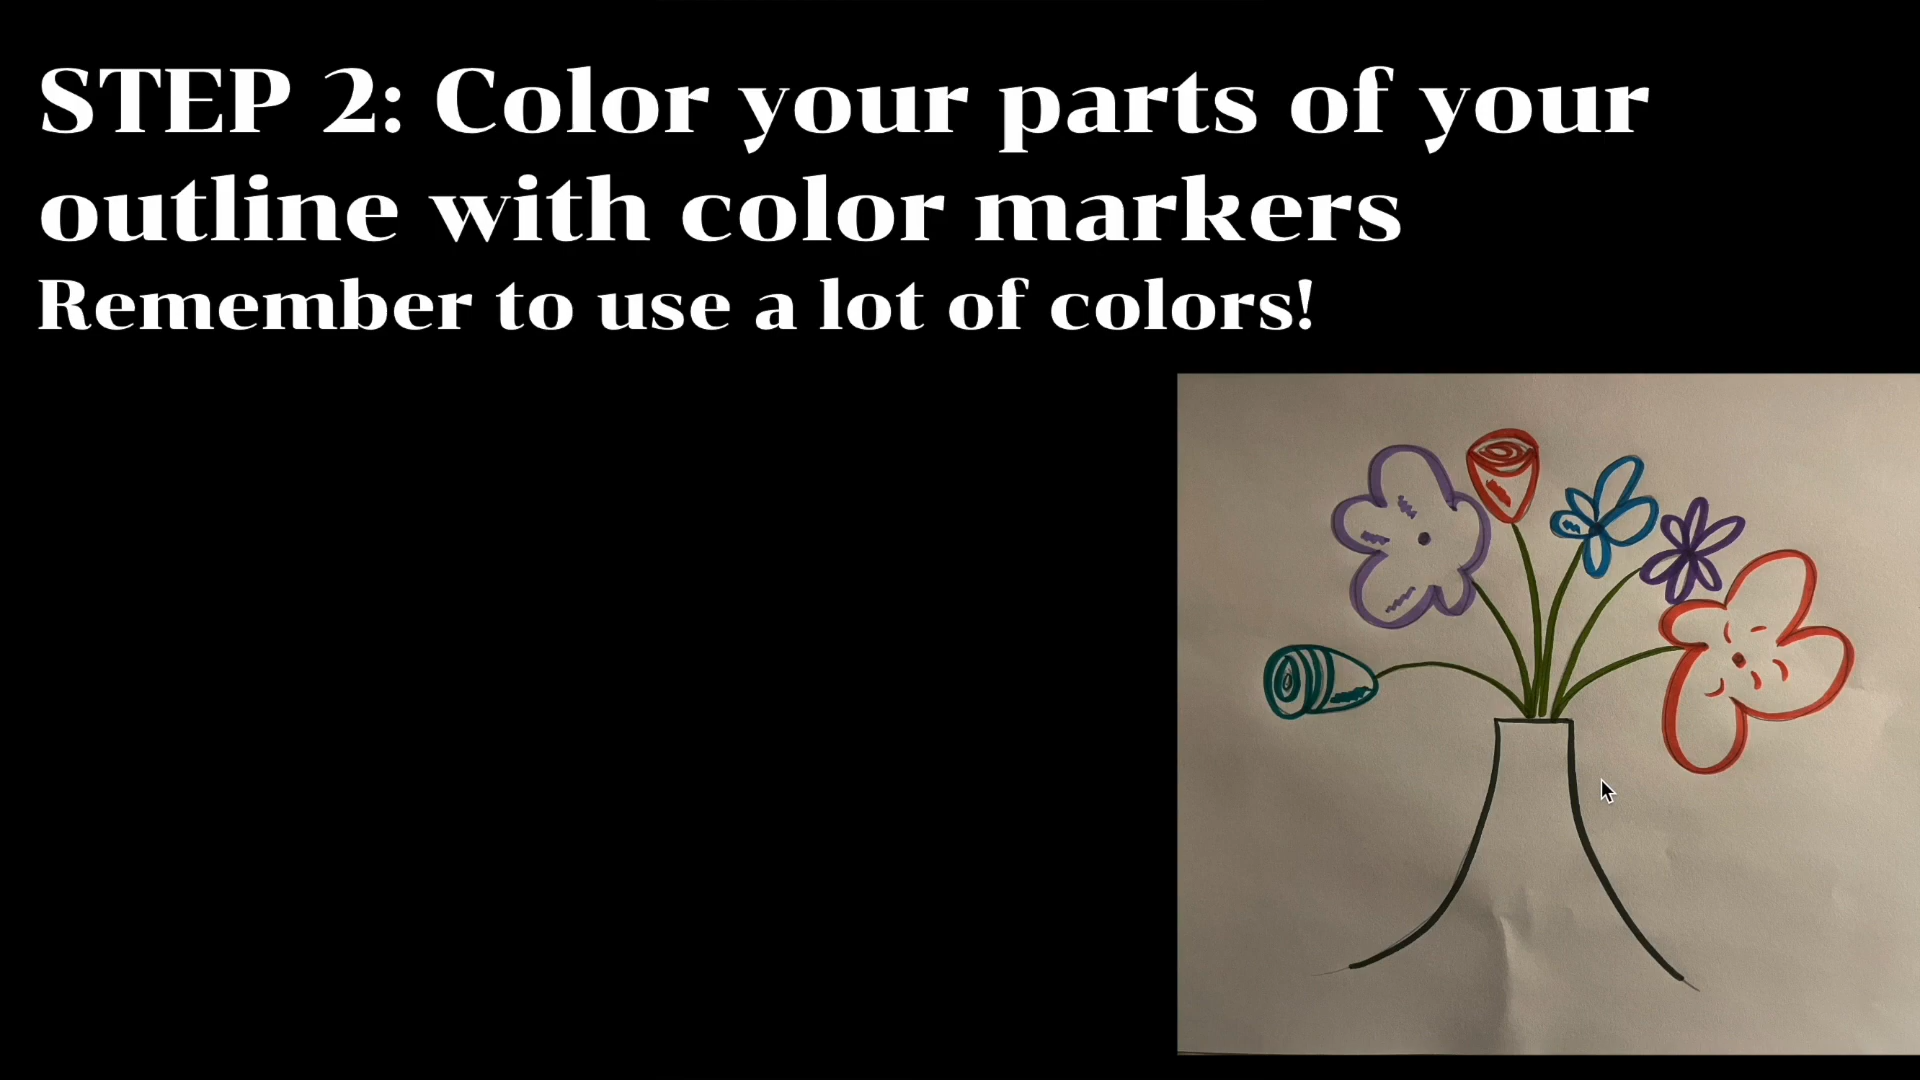 STEP 2: Color your parts of your
outline with color markers
Remember to use a lot of colors!